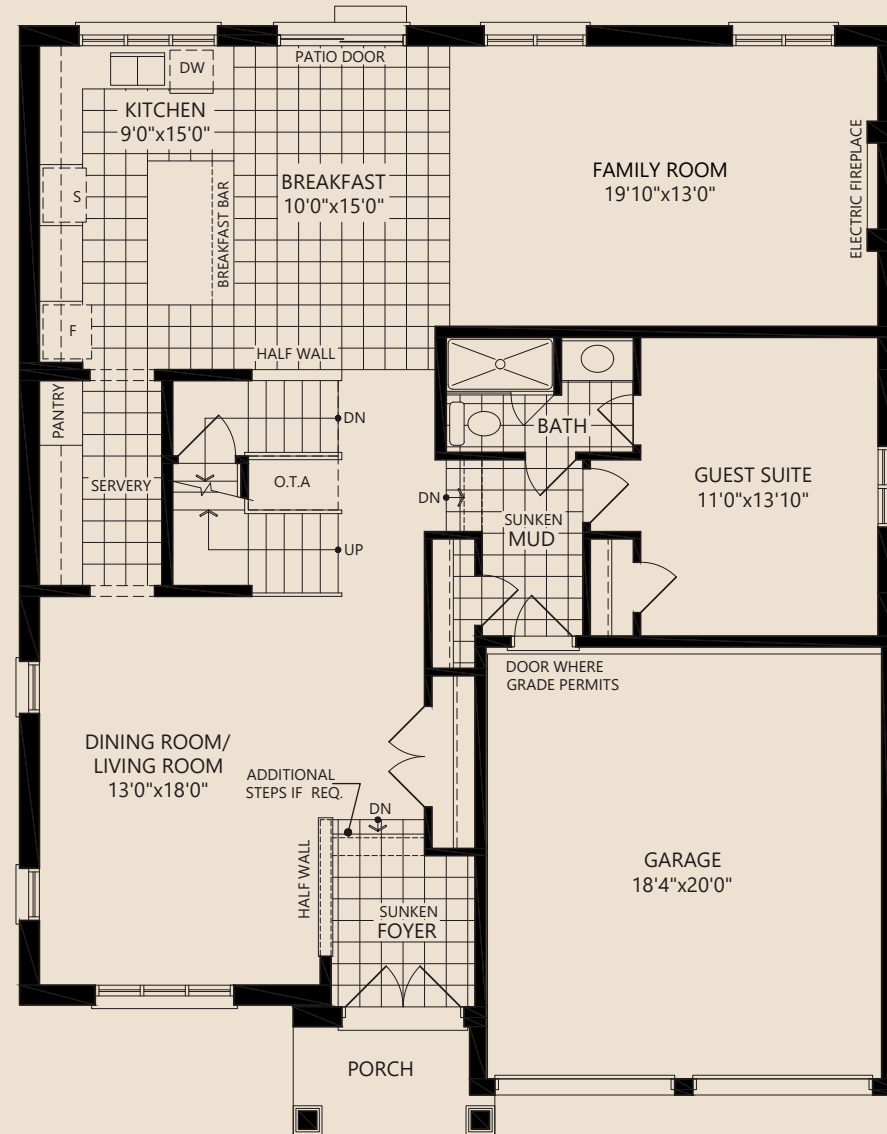 PATIO DOOR
DW
KITCHEN
9'0"x15'0"
S
BREAKFAST BAR
BREAKFAST
10'0"x15'0"
FAMILY ROOM
19'10"x13'0"
ELECTRIC FIREPLACE
F
HALF WALL
PANTRY
DN
BATH
SERVERY
O.T.A
DN
GUEST SUITE
11'0"x13'10"
SUNKEN
MUD
UP
DOOR WHERE
GRADE PERMITS
DINING ROOM/
LIVING ROOM
13'0"x18'0"
ADDITIONAL
STEPS IF REQ.
DN
HALF WALL
SUNKEN
FOYER
GARAGE
18'4"x20'0"
PORCH